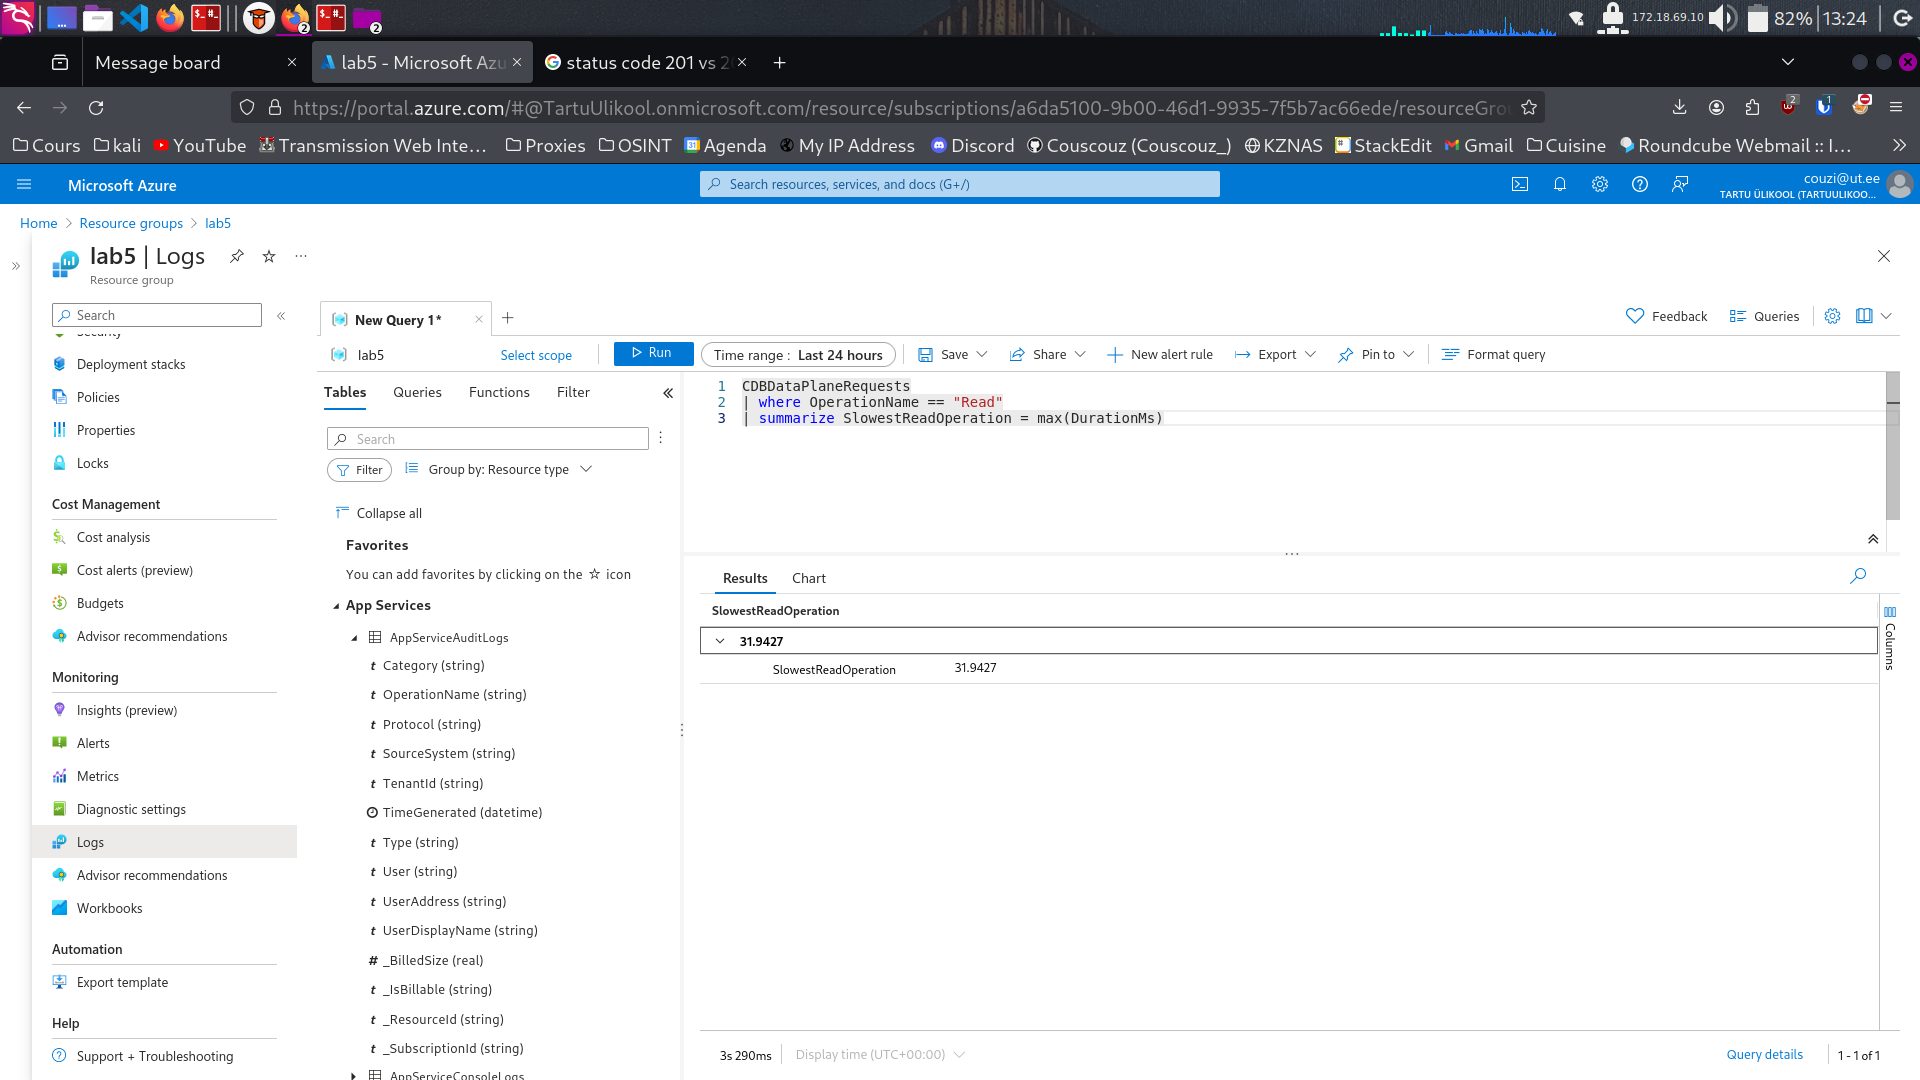 2
2
172.18.69.10
82%
13:24
Message board
lab5 - Microsoft Azu
status code 201 vs 20
https://portal.azure.com/#@TartuUlikool.onmicrosoft.com/resource/subscriptions/a6da5100-9b00-46d1-9935-7f5b7ac66ede/resourceGrou
2
1
Cours
kali
YouTube
Transmission Web Inte…
Proxies
OSINT
Agenda
My IP Address
Discord
Couscouz (Couscouz_)
KZNAS
StackEdit
Gmail
Cuisine
Roundcube Webmail :: I…
Microsoft Azure
Search resources, services, and docs (G+/)
couzi@ut.ee
TARTU ÜLIKOOL (TARTUULIKOO...
Home
Resource groups
lab5
lab5 | Logs
Resource group
Search
Security
Deployment stacks
Policies
Properties
Locks
Cost Management
Cost analysis
Cost alerts (preview)
Budgets
Advisor recommendations
Monitoring
Insights (preview)
Alerts
Metrics
Diagnostic settings
Logs
Advisor recommendations
Workbooks
Automation
Export template
Help
Support + Troubleshooting
New Query 1*
Feedback
Queries
lab5
Select scope
Run
Time range : Last 24 hours
Save
Share
New alert rule
Export
Pin to
Format query
Tables
Queries
Functions
Filter
Search
Filter
Group by: Resource type
Collapse all
Favorites
You can add favorites by clicking on the ☆ icon
App Services
AppServiceAuditLogs
t Category (string)
t OperationName (string)
t Protocol (string)
t SourceSystem (string)
t TenantId (string)
TimeGenerated (datetime)
t Type (string)
t User (string)
t UserAddress (string)
t UserDisplayName (string)
# _BilledSize (real)
t _IsBillable (string)
t _ResourceId (string)
t _SubscriptionId (string)
AppServiceConsoleLogs
1 CDBDataPlaneRequests
2 | where OperationName == "Read"
3 | summarize SlowestReadOperation = max(DurationMs)
Results
Chart
SlowestReadOperation
31.9427
SlowestReadOperation 31.9427
Columns
3s 290ms
Display time (UTC+00:00)
Query details
1 - 1 of 1